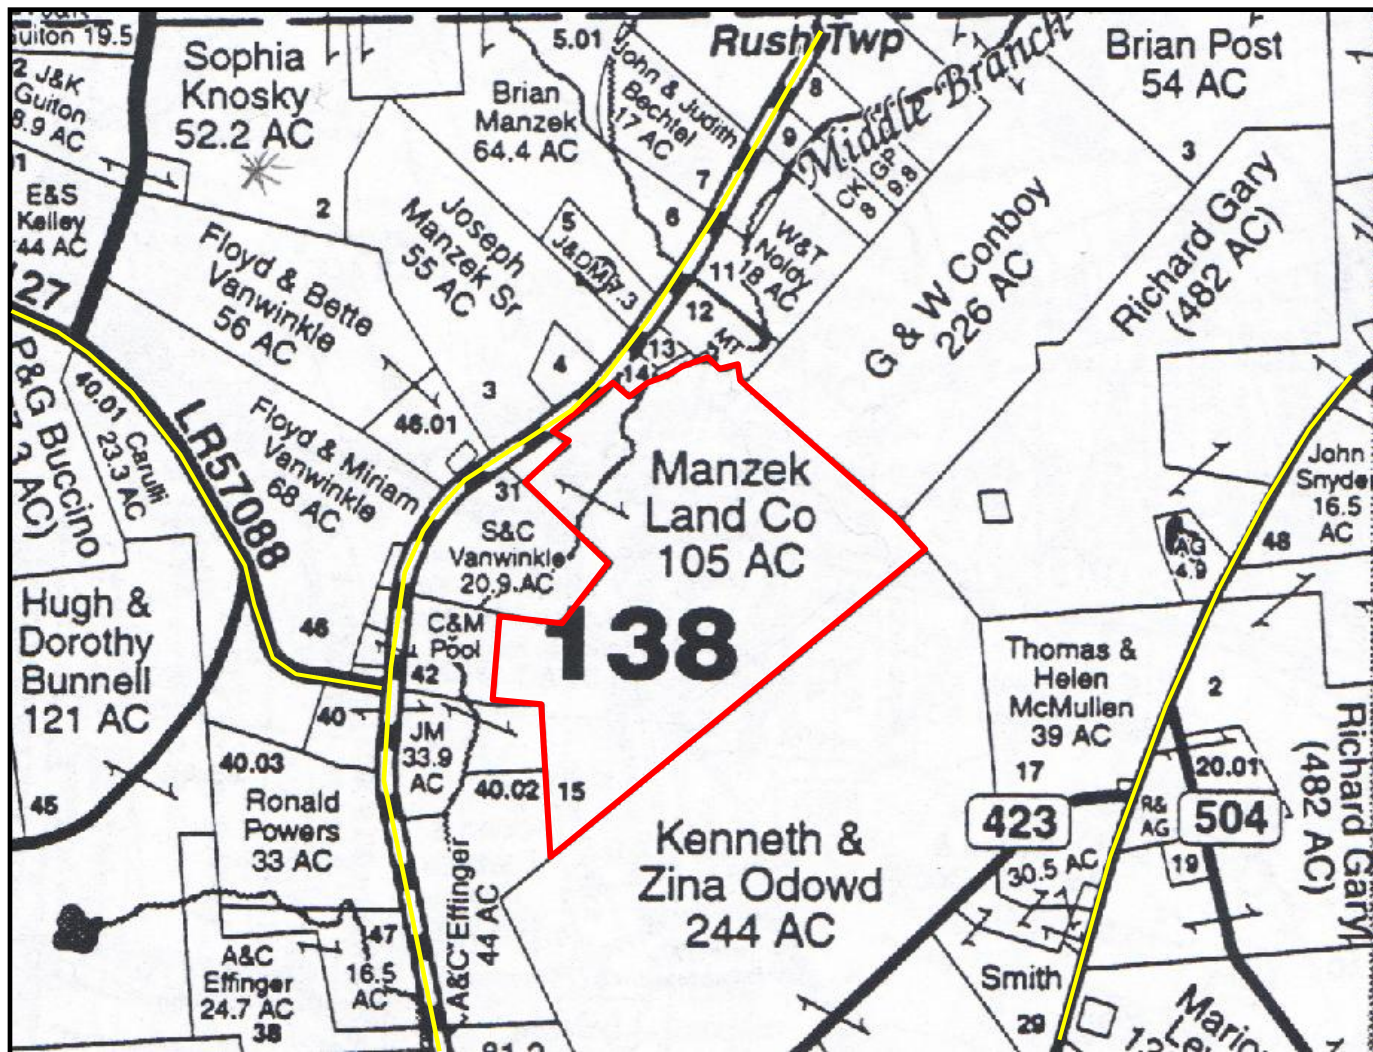 Guiton 19.5
Sophia
Knosky
52.2 AC
5.01
John & Judith
Bechtel
17 AC
Rush Twp
Middle Branch
Brian Post
54 AC
2 J&K
Guiton
8.9 AC
Brian
Manzek
64.4 AC
8
9
CK
8
GP
9.8
3
E&S
Kelley
44 AC
2
7
6
5
J&DM
7.3
Joseph
Manzek Sr
55 AC
W&T
Noldy
18 AC
11
12
13
14
MT
G & W Conboy
226 AC
Richard Gary
(482 AC)
Floyd & Bette
Vanwinkle
56 AC
27
4
3
46.01
P&G Buccino
3 AC)
40.01
Carulli
23.3 AC
LR57088
Floyd & Miriam
Vanwinkle
68 AC
31
S&C
Vanwinkle
20.9 AC
Manzek
Land Co
105 AC
138
John
Snyder
16.5
AC
48
AG
4.9
Hugh &
Dorothy
Bunnell
121 AC
46
C&M
Pool
42
40
JM
33.9
AC
Thomas &
Helen
McMullen
39 AC
17
2
40.03
40.02
15
45
Ronald
Powers
33 AC
423
R&
AG
504
20.01
19
30.5 AC
Richard Gary
(482 AC)
Kenneth &
Zina Odowd
244 AC
A&C Effinger
44 AC
47
16.5
AC
A&C
Effinger
24.7 AC
38
Smith
29
81.2